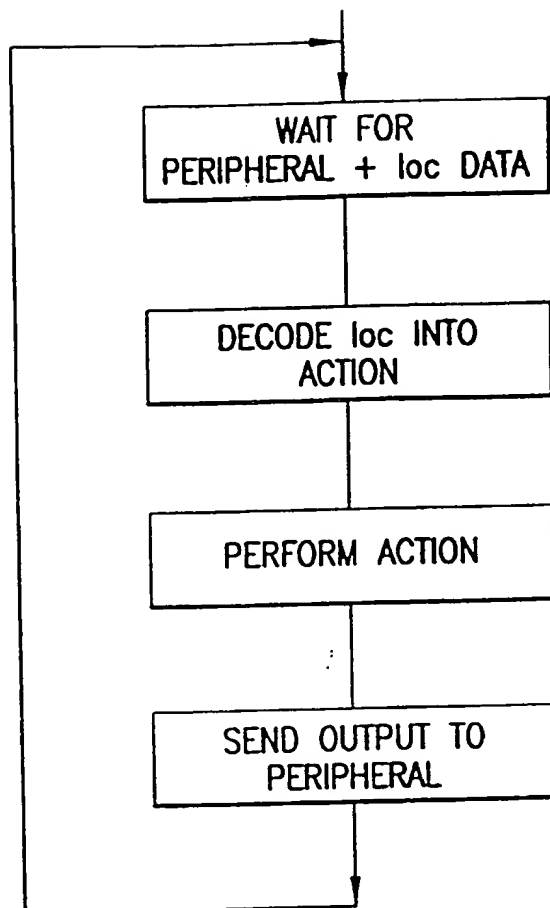 WAIT FOR
PERIPHERAL + loc DATA
DECODE loc INTO
ACTION
PERFORM ACTION
SEND OUTPUT TO
PERIPHERAL